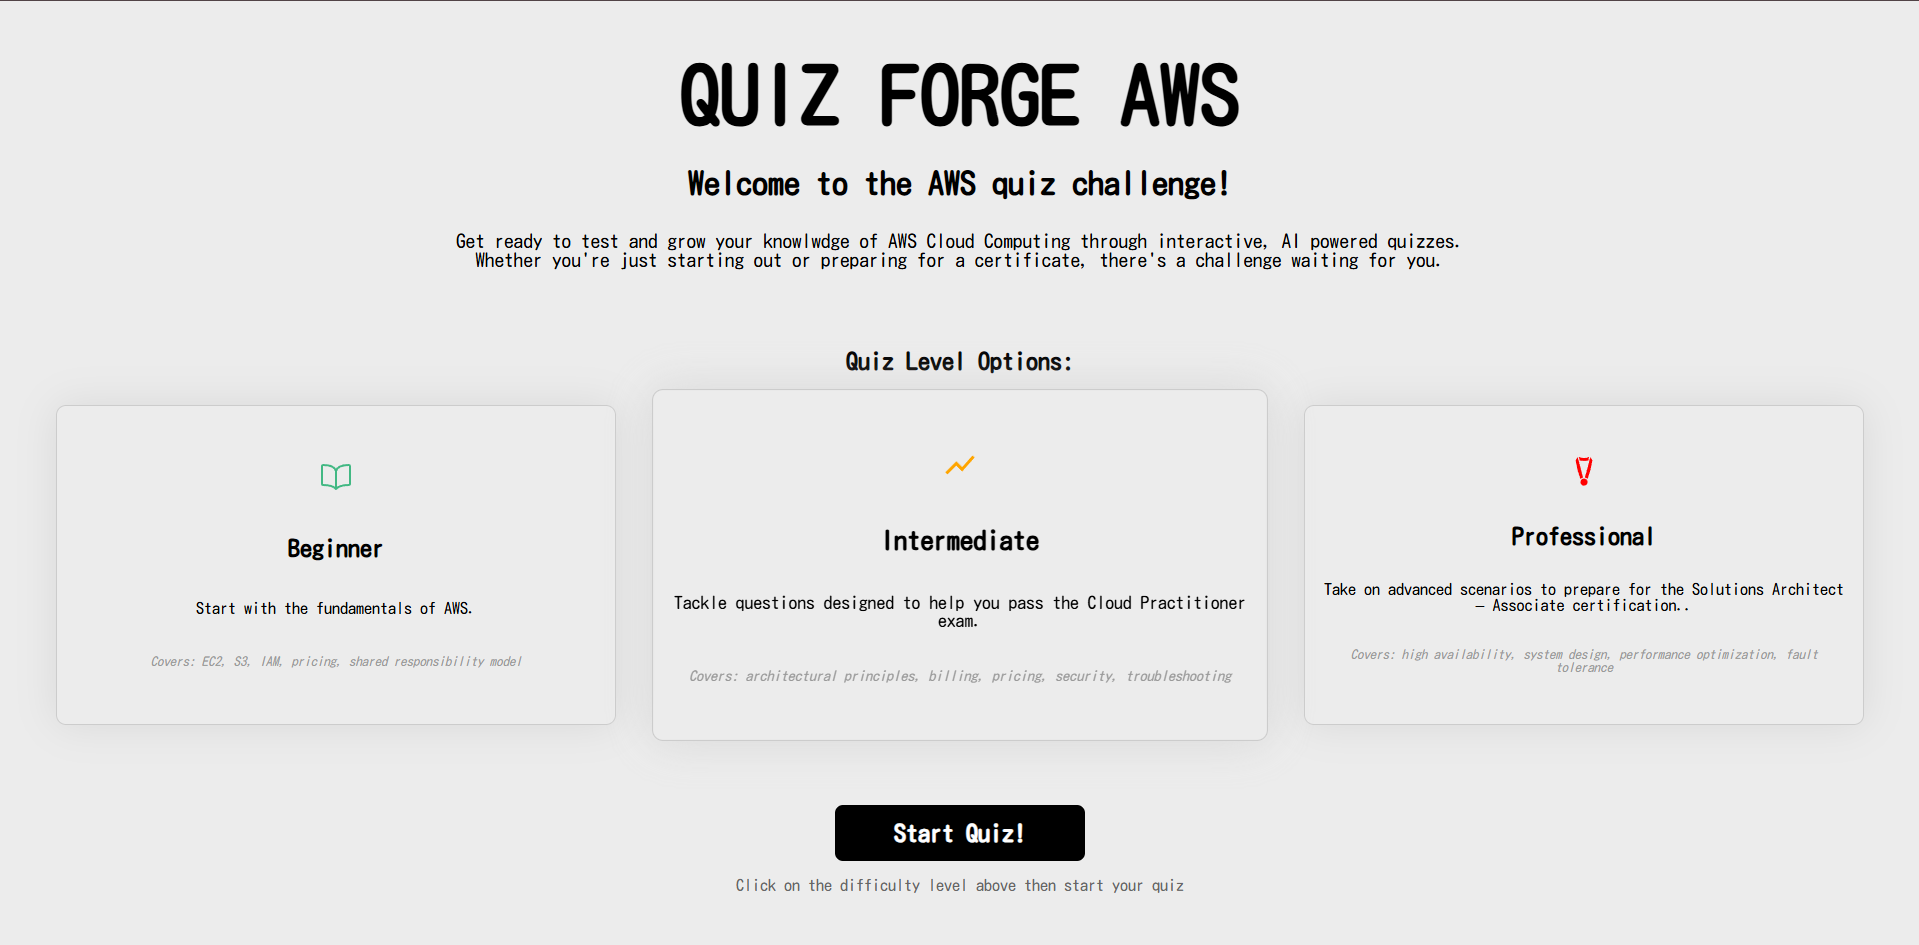 QUIZ FORGE AWS
Welcome to the AWS quiz challenge!
Get ready to test and grow your knowlwdge of AWS Cloud Computing through interactive, AI powered quizzes.
Whether you're just starting out or preparing for a certificate, there's a challenge waiting for you.
Quiz Level Options:
Beginner
Start with the fundamentals of AWS.
Covers: EC2, S3, IAM, pricing, shared responsibility model
Intermediate
Tackle questions designed to help you pass the Cloud Practitioner
exam.
Covers: architectural principles, billing, pricing, security, troubleshooting
Professional
Take on advanced scenarios to prepare for the Solutions Architect
– Associate certification..
Covers: high availability, system design, performance optimization, fault
tolerance
Start Quiz!
Click on the difficulty level above then start your quiz